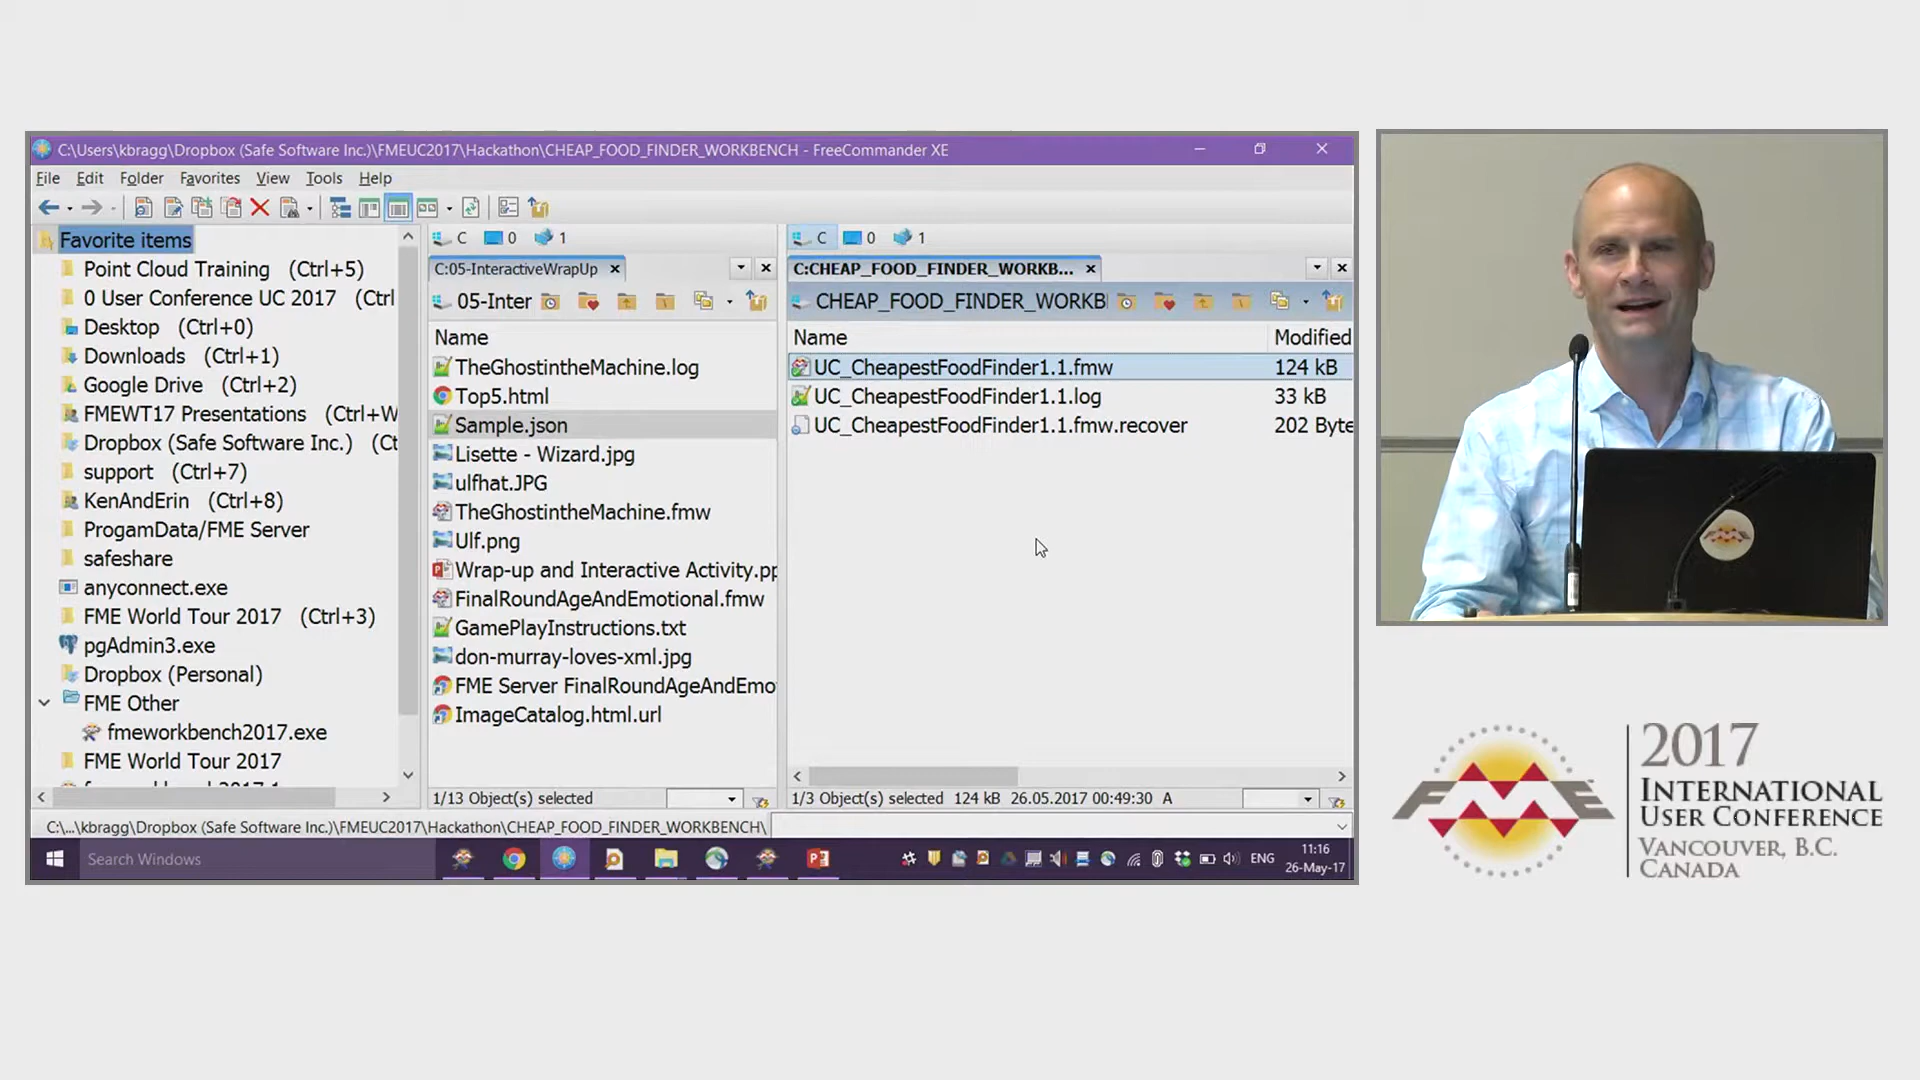 C:\Users\kbragg\Dropbox (Safe Software Inc.)\FMEUC2017\Hackathon\CHEAP_FOOD_FINDER_WORKBENCH - FreeCommander XE
File Edit Folder Favorites View Tools Help
Favorite items
Point Cloud Training (Ctrl+5)
0 User Conference UC 2017 (Ctrl
Desktop (Ctrl+0)
Downloads (Ctrl+1)
Google Drive (Ctrl+2)
FMEWT17 Presentations (Ctrl+W
Dropbox (Safe Software Inc.) (Ct
support (Ctrl+7)
KenAndErin (Ctrl+8)
ProgamData/FME Server
safeshare
anyconnect.exe
FME World Tour 2017 (Ctrl+3)
pgAdmin3.exe
Dropbox (Personal)
FME Other
fmeworkbench2017.exe
FME World Tour 2017
C 0 1
C:05-InteractiveWrapUp
05-Inter
Name
TheGhostintheMachine.log
Top5.html
Sample.json
Lisette - Wizard.jpg
ulfhat.JPG
TheGhostintheMachine.fmw
Ulf.png
Wrap-up and Interactive Activity.pp
FinalRoundAgeAndEmotional.fmw
GamePlayInstructions.txt
don-murray-loves-xml.jpg
FME Server FinalRoundAgeAndEmo
ImageCatalog.html.url
1/13 Object(s) selected
C 0 1
C:CHEAP_FOOD_FINDER_WORKB...
CHEAP_FOOD_FINDER_WORKB
Name Modified
UC_CheapestFoodFinder1.1.fmw 124 kB
UC_CheapestFoodFinder1.1.log 33 kB
UC_CheapestFoodFinder1.1.fmw.recover 202 Byte
1/3 Object(s) selected 124 kB 26.05.2017 00:49:30 A
C:\...\kbragg\Dropbox (Safe Software Inc.)\FMEUC2017\Hackathon\CHEAP_FOOD_FINDER_WORKBENCH\
Search Windows
ENG
11:16
26-May-17
FME
2017
INTERNATIONAL
USER CONFERENCE
VANCOUVER, B.C.
CANADA